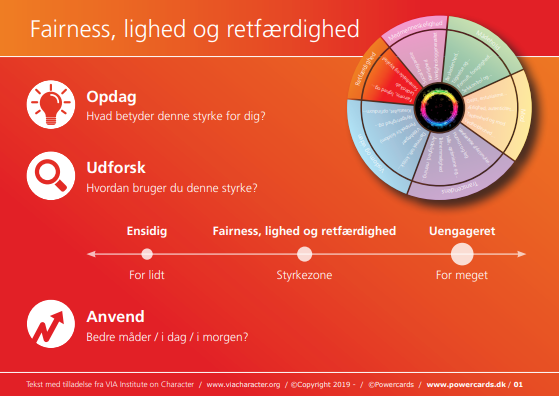 Fairness, lighed og retfærdighed
Opdag
Hvad betyder denne styrke for dig?
Udforsk
Hvordan bruger du denne styrke?
Ensidig
Fairness, lighed og retfærdighed
Uengageret
For lidt
Styrkezone
For meget
Anvend
Bedre måder / i dag / i morgen?
Tekst med tilladelse fra VIA Institute on Character / www.viacharacter.org / ©Copyright 2019 - / ©Powercards / www.powercards.dk / 01